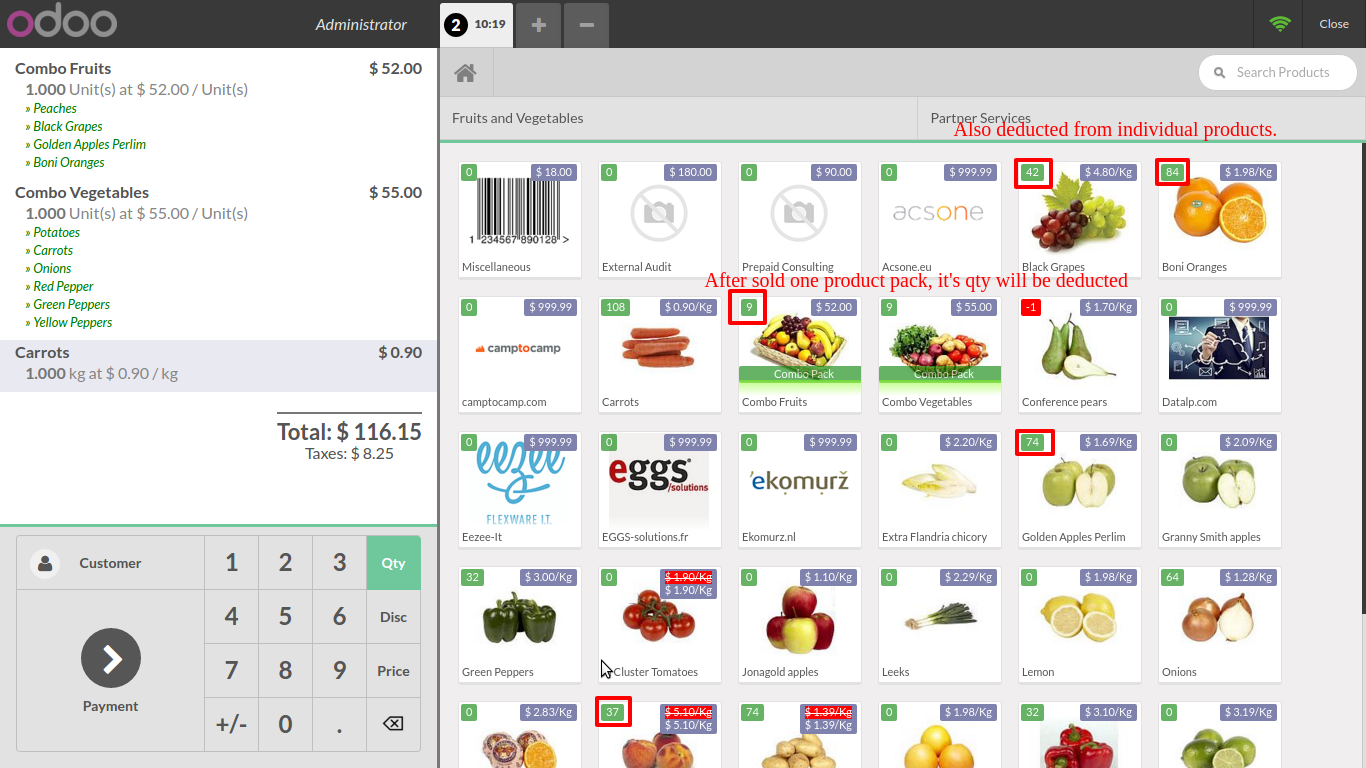 odoo
Administrator
2 10:19
+
−
Close
Search Products
Combo Fruits $ 52.00
1.000 Unit(s) at $ 52.00 / Unit(s)
» Peaches
» Black Grapes
» Golden Apples Perlim
» Boni Oranges
Combo Vegetables $ 55.00
1.000 Unit(s) at $ 55.00 / Unit(s)
» Potatoes
» Carrots
» Onions
» Red Pepper
» Green Peppers
» Yellow Peppers
Carrots $ 0.90
1.000 kg at $ 0.90 / kg
Total: $ 116.15
Taxes: $ 8.25
Customer 1 2 3 Qty
4 5 6 Disc
7 8 9 Price
Payment
+/- 0 .
Fruits and Vegetables
Partner Services
Also deducted from individual products.
0 $ 18.00 0 $ 180.00 0 $ 90.00 0 $ 999.99 42 $ 4.80/Kg 84 $ 1.98/Kg
acsone
1 234567 890128 >
Miscellaneous External Audit Prepaid Consulting Acsone.eu Black Grapes Boni Oranges
After sold one product pack, it's qty will be deducted
0 $ 999.99 108 $ 0.90/Kg 9 $ 52.00 9 $ 55.00 -1 $ 1.70/Kg 0 $ 999.99
camptocamp
Combo Pack Combo Pack
camptocamp.com Carrots Combo Fruits Combo Vegetables Conference pears Datalp.com
0 $ 999.99 0 $ 999.99 0 $ 999.99 0 $ 2.20/Kg 74 $ 1.69/Kg 0 $ 2.09/Kg
eezee
eggs
/solutions
ekomurž
FLEXWARE I.T.
Eezee-It EGGS-solutions.fr Ekomurz.nl Extra Flandria chicory Golden Apples Perlim Granny Smith apples
32 $ 3.00/Kg 0 $ 1.90/Kg 0 $ 1.10/Kg 0 $ 2.29/Kg 0 $ 1.98/Kg 64 $ 1.28/Kg
$ 1.90/Kg
Green Peppers Cluster Tomatoes Jonagold apples Leeks Lemon Onions
0 $ 2.83/Kg 37 $ 5.10/Kg 74 $ 1.39/Kg 0 $ 1.98/Kg 32 $ 3.10/Kg 0 $ 3.19/Kg
$ 5.10/Kg $ 1.39/Kg